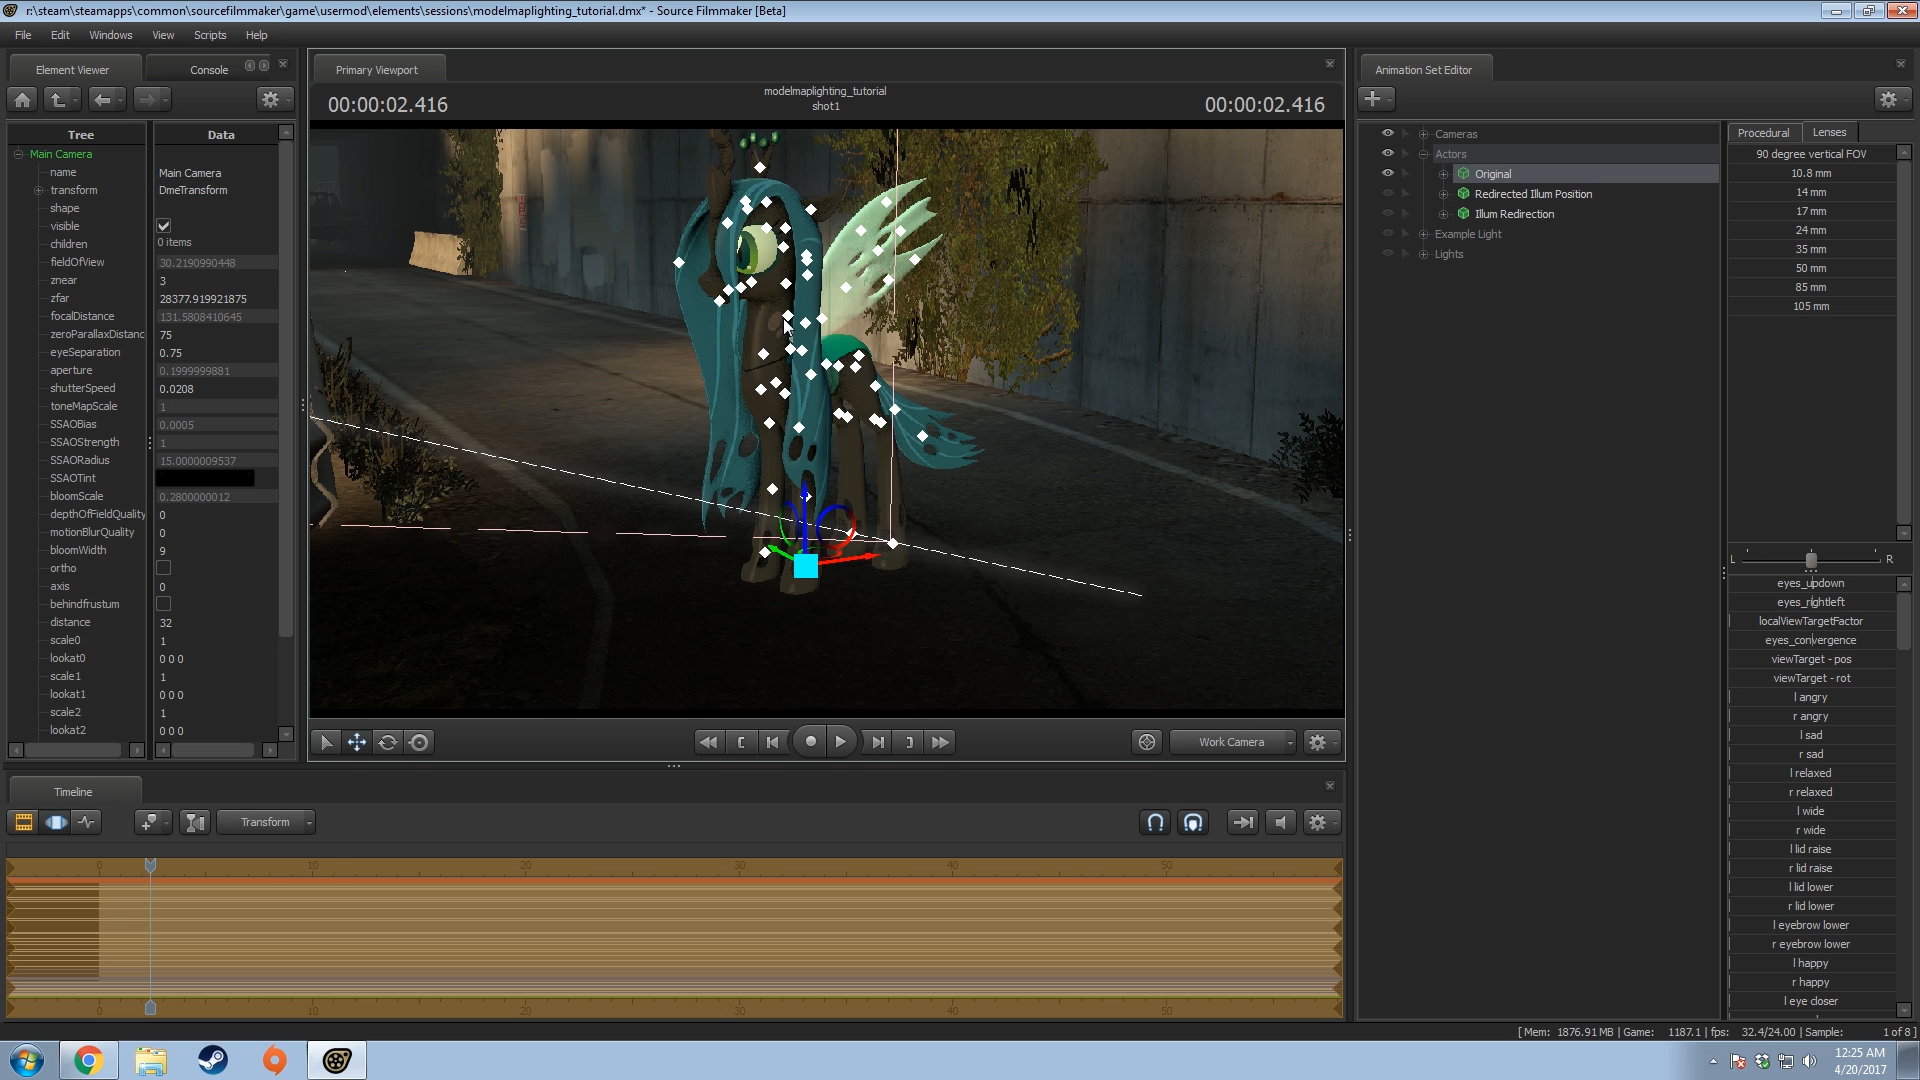 r:\steam\steamapps\common\sourcefilmmaker\game\usermod\elements\sessions\modelmaplighting_tutorial.dmx* - Source Filmmaker [Beta]
File Edit Windows View Scripts Help
Element Viewer Console
Tree Data
Main Camera
name Main Camera
transform DmeTransform
shape
visible
children 0 items
fieldOfView 30.2190990448
znear 3
zfar 28377.919921875
focalDistance 131.5808410645
zeroParallaxDistanc 75
eyeSeparation 0.75
aperture 0.1999999881
shutterSpeed 0.0208
toneMapScale 1
SSAOBias 0.0005
SSAOStrength 1
SSAORadius 15.0000009537
SSAOTint
bloomScale 0.2800000012
depthOfFieldQuality 0
motionBlurQuality 0
bloomWidth 9
ortho
axis 0
behindfrustum
distance 32
scale0 1
lookat0 0 0 0
scale1 1
lookat1 0 0 0
scale2 1
lookat2 0 0 0
Primary Viewport
00:00:02.416
modelmaplighting_tutorial
shot1
00:00:02.416
Work Camera
Animation Set Editor
Cameras
Actors
Original
Redirected Illum Position
Illum Redirection
Example Light
Lights
Procedural Lenses
90 degree vertical FOV
10.8 mm
14 mm
17 mm
24 mm
35 mm
50 mm
85 mm
105 mm
L R
eyes_updown
eyes_rightleft
localViewTargetFactor
eyes_convergence
viewTarget - pos
viewTarget - rot
l angry
r angry
l sad
r sad
l relaxed
r relaxed
l wide
r wide
l lid raise
r lid raise
l lid lower
r lid lower
l eyebrow lower
r eyebrow lower
l happy
r happy
l eye closer
Timeline
Transform
0 10 20 30 40 50
0 10 20 30 40 50
[ Mem: 1876.91 MB | Game: 1187.1 | fps: 32.4/24.00 | Sample: 1 of 8 ]
12:25 AM
4/20/2017